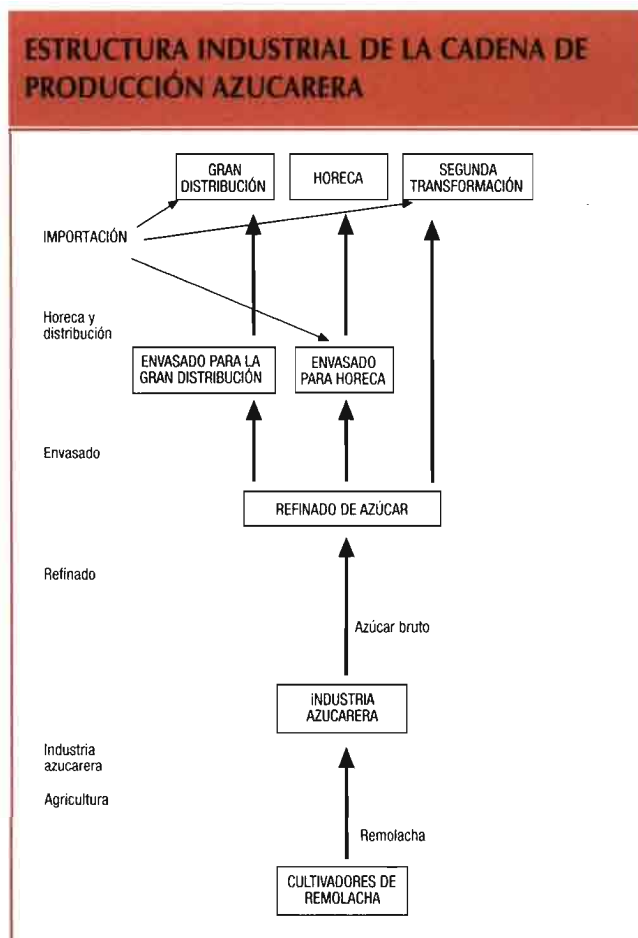 ESTRUCTURA INDUSTRIAL DE LA CADENA DE
PRODUCCIÓN AZUCARERA
GRAN
DISTRIBUCIÓN
HORECA
SEGUNDA
TRANSFORMACIÓN
IMPORTACIÓN
Horeca y
distribución
ENVASADO PARA LA
GRAN DISTRIBUCIÓN
ENVASADO
PARA HORECA
Envasado
REFINADO DE AZÚCAR
Refinado
Azúcar bruto
INDUSTRIA
AZUCARERA
Industria
azucarera
Agricultura
Remolacha
CULTIVADORES DE
REMOLACHA